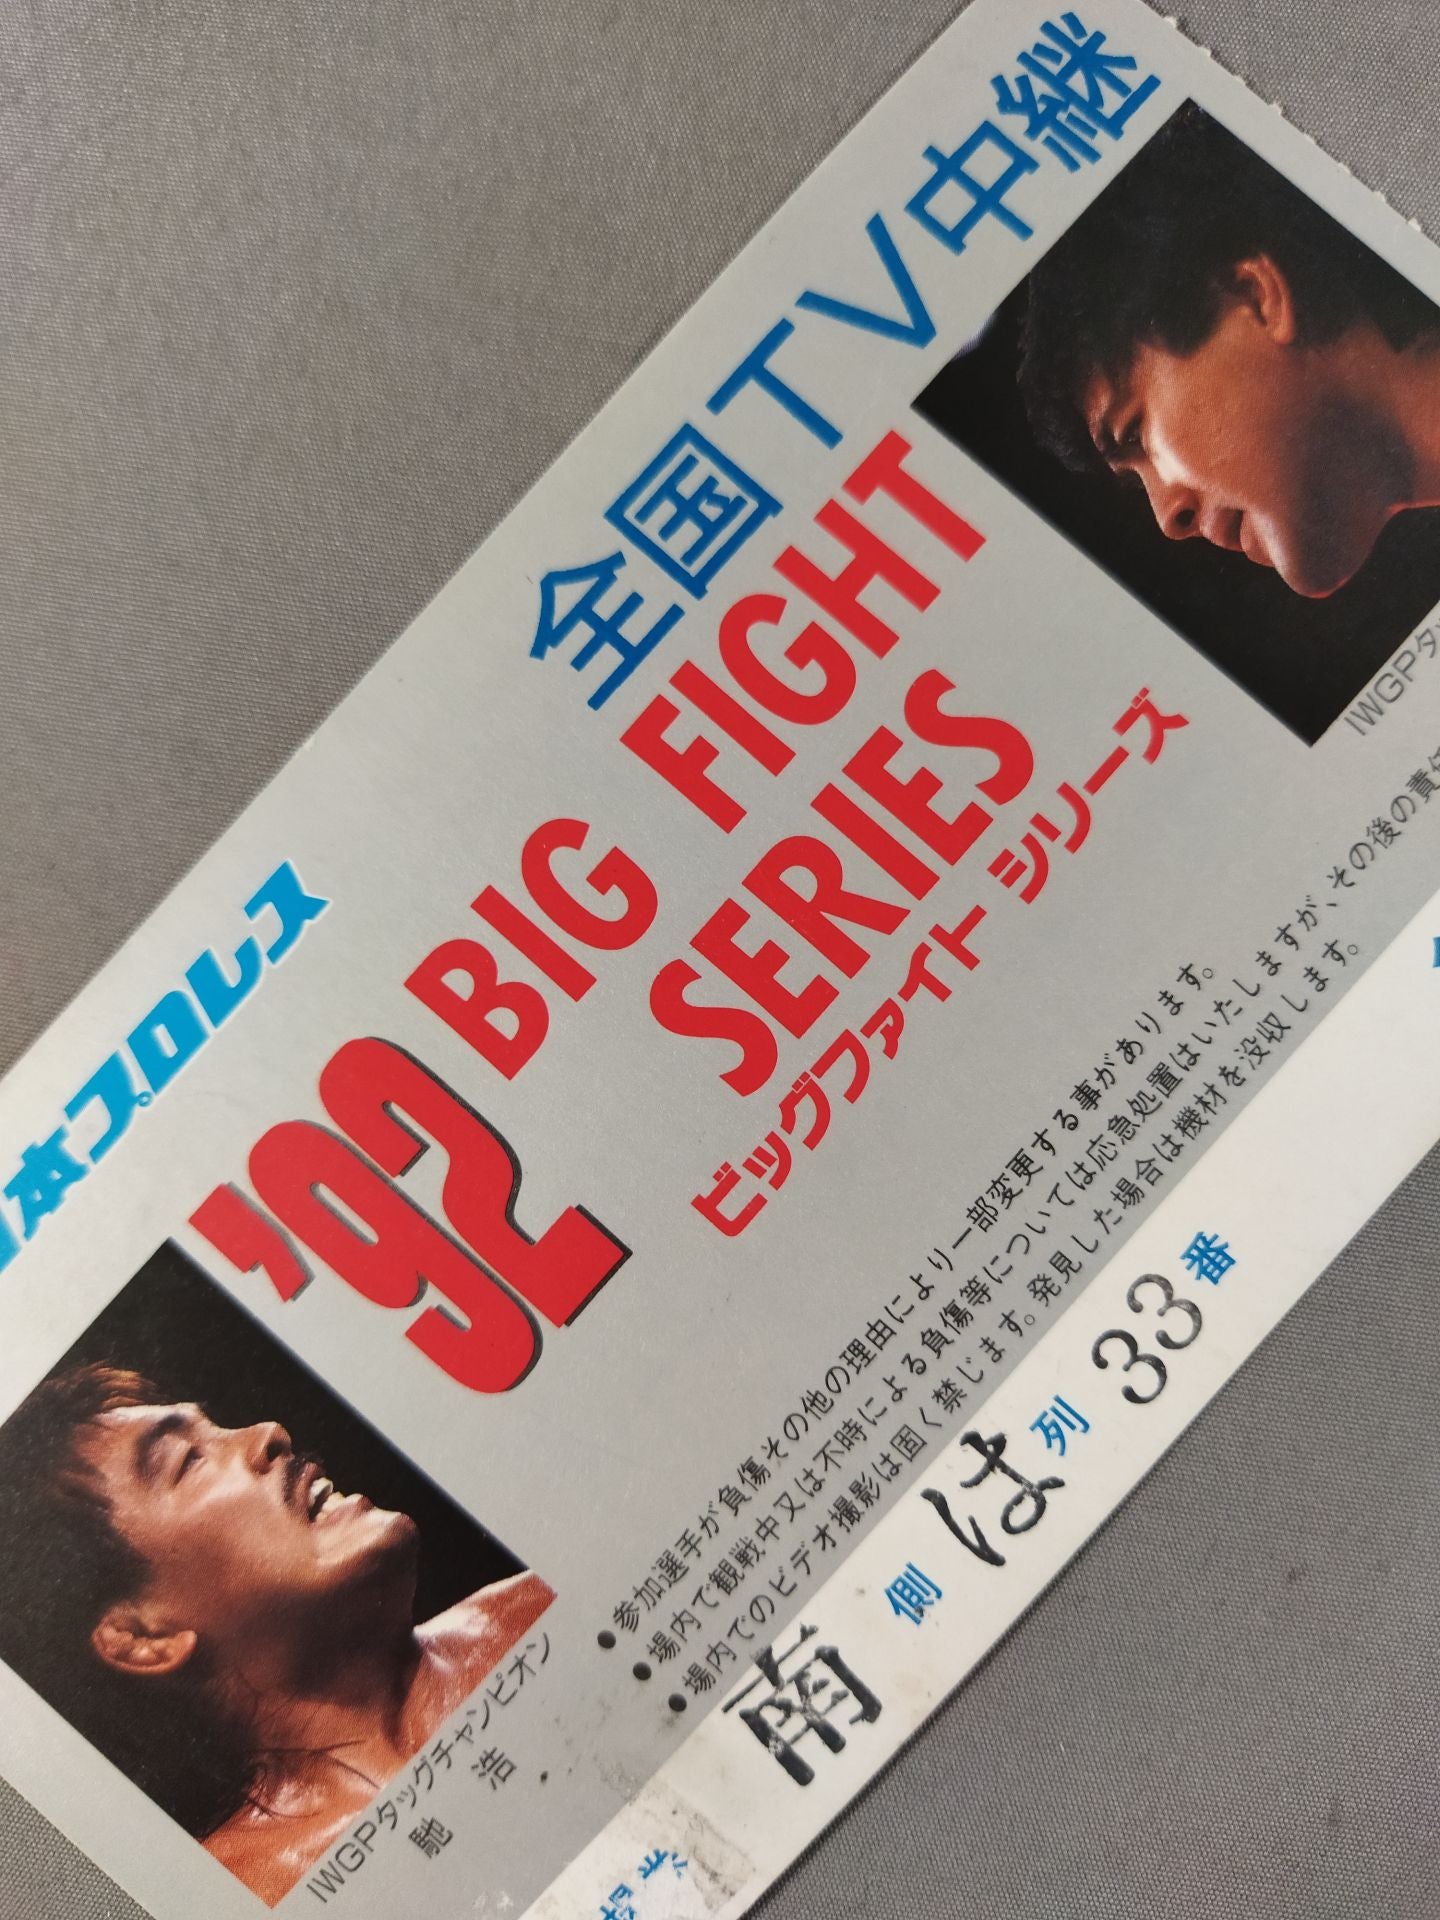 本プロレス
全国TV中継
'92 BIG FIGHT
SERIES
ビッグファイト シリーズ
IWGPタッグチャンピオン
馳 浩
IWGPタッ
●参加選手が負傷その他の理由により一部変更する事があります。
●場内で観戦中又は不時による負傷等については応急処置はいたしますが、その後の責任
●場内でのビデオ撮影は固く禁じます。発見した場合は機材を没収します。
南側 は列 33番